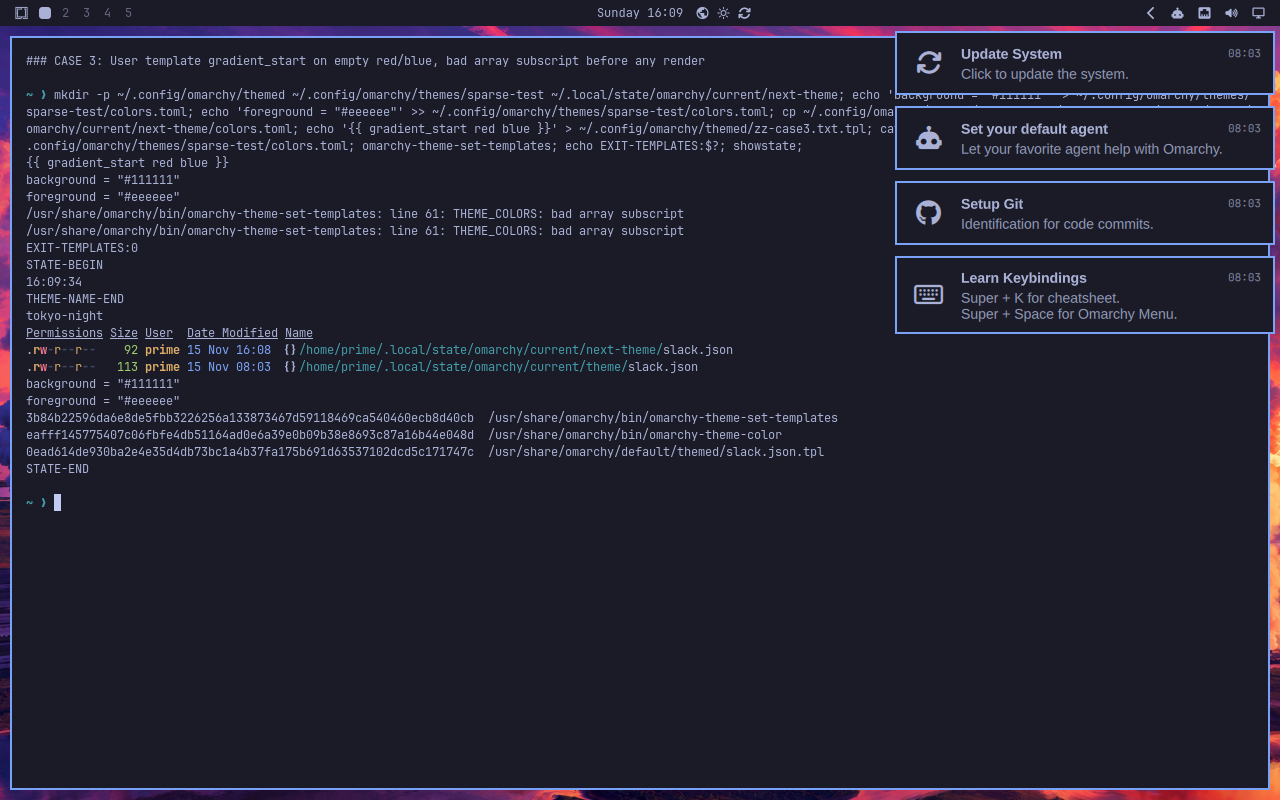 2 3 4 5
Sunday 16:09
### CASE 3: User template gradient_start on empty red/blue, bad array subscript before any render
~ ❯ mkdir -p ~/.config/omarchy/themed ~/.config/omarchy/themes/sparse-test ~/.local/state/omarchy/current/next-theme; echo 'background = "#111111"' > ~/.config/omarchy/themes/
sparse-test/colors.toml; echo 'foreground = "#eeeeee"' >> ~/.config/omarchy/themes/sparse-test/colors.toml; cp ~/.config/oma
omarchy/current/next-theme/colors.toml; echo '{{ gradient_start red blue }}' > ~/.config/omarchy/themed/zz-case3.txt.tpl; ca
.config/omarchy/themes/sparse-test/colors.toml; omarchy-theme-set-templates; echo EXIT-TEMPLATES:$?; showstate;
{{ gradient_start red blue }}
background = "#111111"
foreground = "#eeeeee"
/usr/share/omarchy/bin/omarchy-theme-set-templates: line 61: THEME_COLORS: bad array subscript
/usr/share/omarchy/bin/omarchy-theme-set-templates: line 61: THEME_COLORS: bad array subscript
EXIT-TEMPLATES:0
STATE-BEGIN
16:09:34
THEME-NAME-END
tokyo-night
Permissions Size User Date Modified Name
.rw-r--r-- 92 prime 15 Nov 16:08 {} /home/prime/.local/state/omarchy/current/next-theme/slack.json
.rw-r--r-- 113 prime 15 Nov 08:03 {} /home/prime/.local/state/omarchy/current/theme/slack.json
background = "#111111"
foreground = "#eeeeee"
3b84b22596da6e8de5fbb3226256a133873467d59118469ca540460ecb8d40cb /usr/share/omarchy/bin/omarchy-theme-set-templates
eafff145775407c06fbfe4db51164ad0e6a39e0b09b38e8693c87a16b44e048d /usr/share/omarchy/bin/omarchy-theme-color
0ead614de930ba2e4e35d4db73bc1a4b37fa175b691d63537102dcd5c171747c /usr/share/omarchy/default/themed/slack.json.tpl
STATE-END
~ ❯
Update System 08:03
Click to update the system.
Set your default agent 08:03
Let your favorite agent help with Omarchy.
Setup Git 08:03
Identification for code commits.
Learn Keybindings 08:03
Super + K for cheatsheet.
Super + Space for Omarchy Menu.